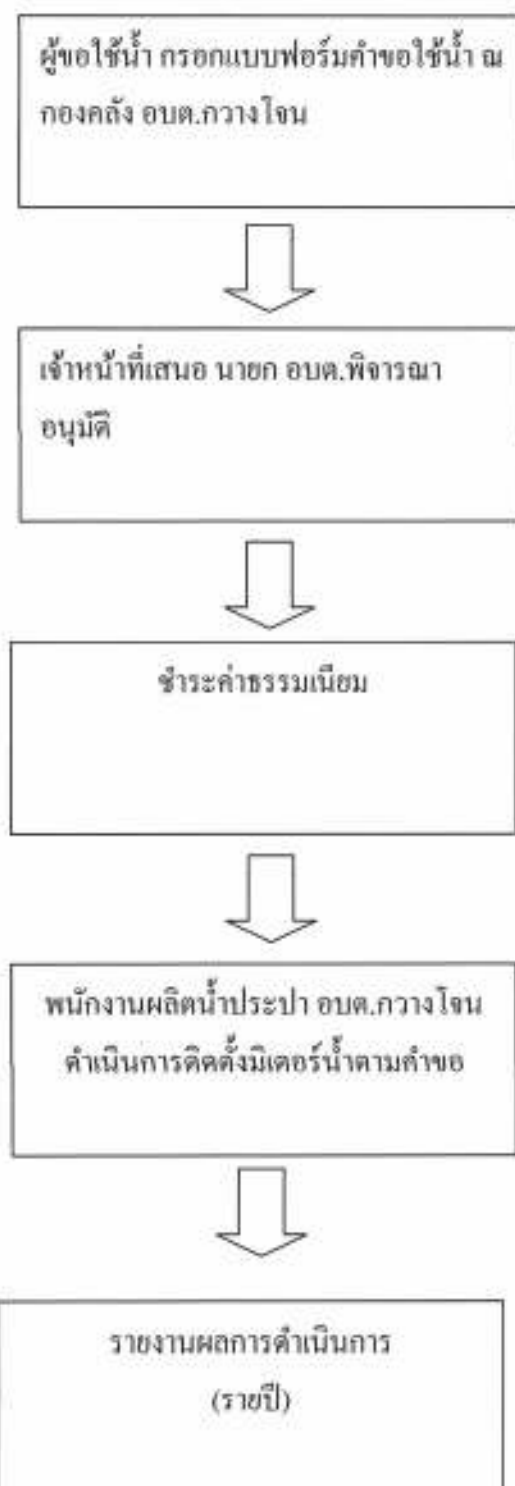 ผู้ขอใช้น้ำ กรอกแบบฟอร์มคำขอใช้น้ำ ณ
กองคลัง อบต.กวางโจน
เจ้าหน้าที่เสนอ นายก อบต.พิจารณา
อนุมัติ
ชำระค่าธรรมเนียม
พนักงานผลิตน้ำประปา อบต.กวางโจน
ดำเนินการติดตั้งมิเตอร์น้ำตามคำขอ
รายงานผลการดำเนินการ
(รายปี)